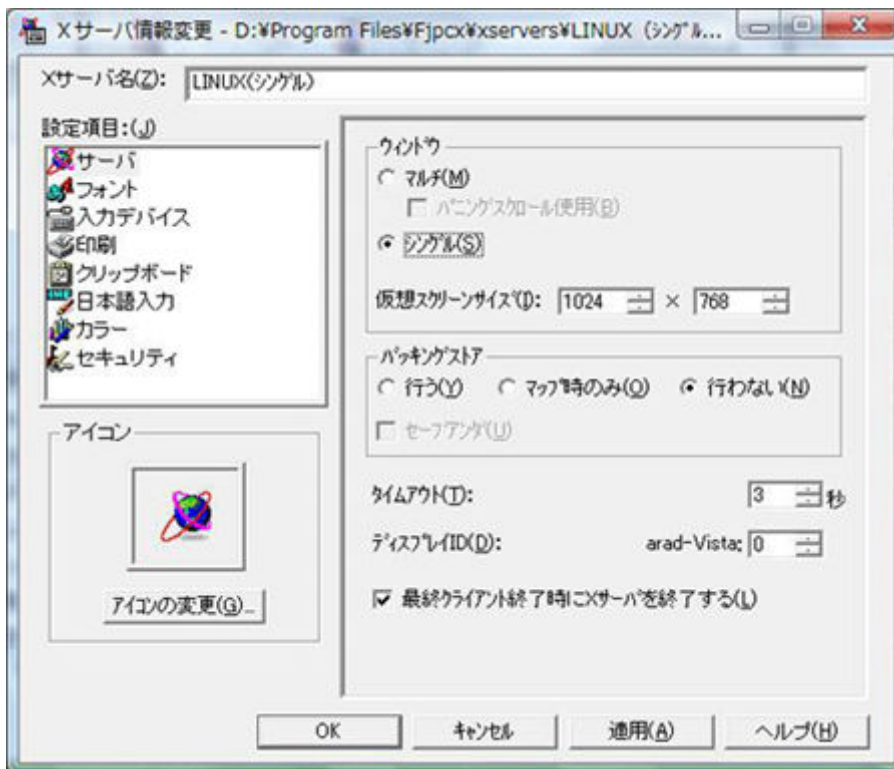 Xサーバ情報変更 - D:¥Program Files¥Fjpcx¥xservers¥LINUX (ｼﾝｸﾞﾙ...
Xサーバ名(Z):
LINUX(ｼﾝｸﾞﾙ)
設定項目:(J)
サーバ
フォント
入力デバイス
印刷
クリップボード
日本語入力
カラー
セキュリティ
アイコン
アイコンの変更(G)...
ｳｨﾝﾄﾞｳ
ﾏﾙﾁ(M)
ﾊﾟﾆﾝｸﾞｽｸﾛｰﾙ使用(B)
ｼﾝｸﾞﾙ(S)
仮想ｽｸﾘｰﾝｻｲｽﾞ(I): 1024 × 768
ﾊﾞｯｷﾝｸﾞｽﾄｱ
行う(Y) ﾏｯﾌﾟ時のみ(O) 行わない(N)
ｾｰﾌﾞｱﾝﾀﾞ(U)
ﾀｲﾑｱｳﾄ(T): 3 秒
ﾃﾞｨｽﾌﾟﾚｲID(D): arad-Vista: 0
最終ｸﾗｲｱﾝﾄ終了時にXｻｰﾊﾞを終了する(L)
OK ｷｬﾝｾﾙ 適用(A) ヘルプ(H)